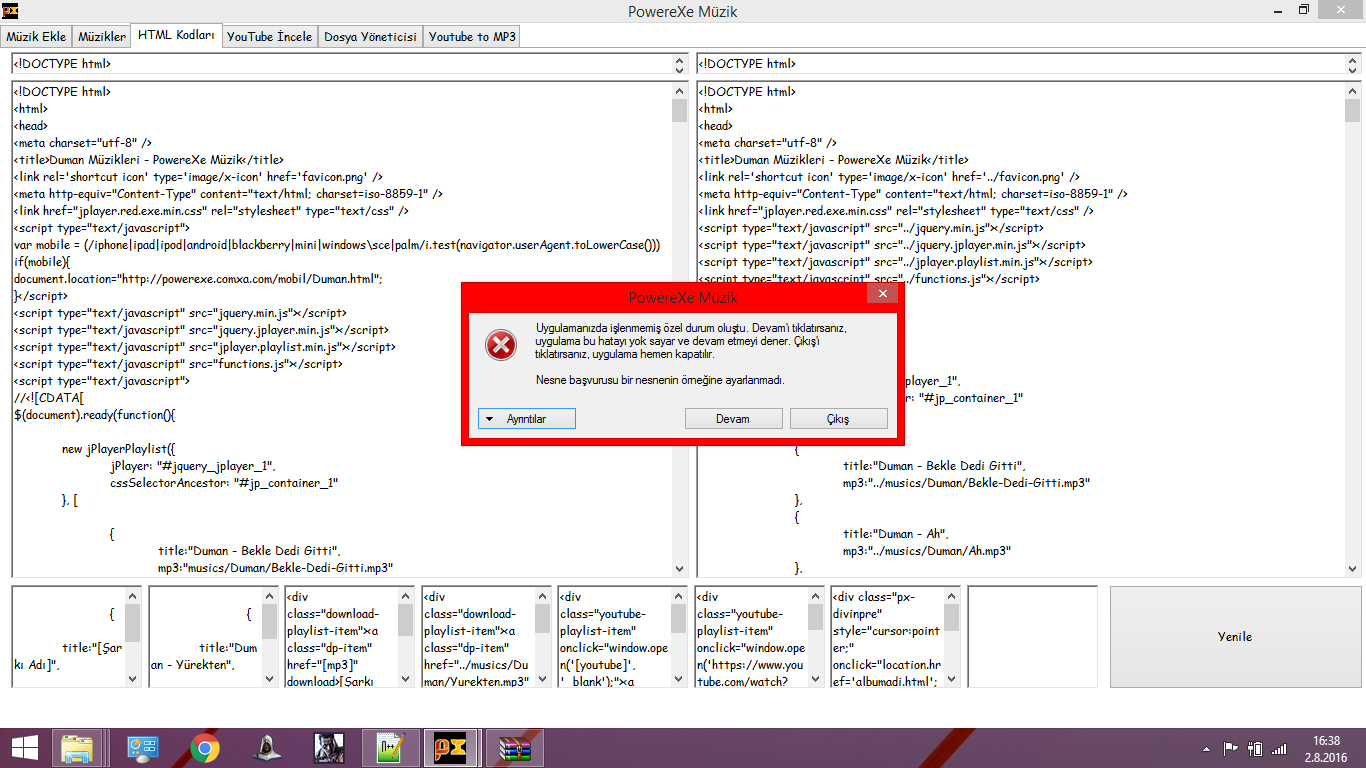 PowereXe Müzik
Müzik Ekle
Müzikler
HTML Kodları
YouTube İncele
Dosya Yöneticisi
Youtube to MP3
<!DOCTYPE html>
<!DOCTYPE html>
<html>
<head>
<meta charset="utf-8" />
<title>Duman Müzikleri - PowereXe Müzik</title>
<link rel='shortcut icon' type='image/x-icon' href='favicon.png' />
<meta http-equiv="Content-Type" content="text/html; charset=iso-8859-1" />
<link href="jplayer.red.exe.min.css" rel="stylesheet" type="text/css" />
<script type="text/javascript">
var mobile = (/iphone|ipad|ipod|android|blackberry|mini|windows\sce|palm/i.test(navigator.userAgent.toLowerCase()))
if(mobile){
document.location="http://powerexe.comxa.com/mobil/Duman.html";
}</script>
<script type="text/javascript" src="jquery.min.js"></script>
<script type="text/javascript" src="jquery.jplayer.min.js"></script>
<script type="text/javascript" src="jplayer.playlist.min.js"></script>
<script type="text/javascript" src="functions.js"></script>
<script type="text/javascript">
//<![CDATA[
$(document).ready(function(){
new jPlayerPlaylist({
jPlayer: "#jquery_jplayer_1",
cssSelectorAncestor: "#jp_container_1"
}, [
{
title:"Duman - Bekle Dedi Gitti",
mp3:"musics/Duman/Bekle-Dedi-Gitti.mp3"
<!DOCTYPE html>
<!DOCTYPE html>
<html>
<head>
<meta charset="utf-8" />
<title>Duman Müzikleri - PowereXe Müzik</title>
<link rel='shortcut icon' type='image/x-icon' href='../favicon.png' />
<meta http-equiv="Content-Type" content="text/html; charset=iso-8859-1" />
<link href="jplayer.red.exe.min.css" rel="stylesheet" type="text/css" />
<script type="text/javascript" src="../jquery.min.js"></script>
<script type="text/javascript" src="../jquery.jplayer.min.js"></script>
<script type="text/javascript" src="../jplayer.playlist.min.js"></script>
<script type="text/javascript" src="../functions.js"></script>
player_1",
r: "#jp_container_1"
{
title:"Duman - Bekle Dedi Gitti",
mp3:"../musics/Duman/Bekle-Dedi-Gitti.mp3"
},
{
title:"Duman - Ah",
mp3:"../musics/Duman/Ah.mp3"
},
PowereXe Müzik
Uygulamanızda işlenmemiş özel durum oluştu. Devam'ı tıklatırsanız,
uygulama bu hatayı yok sayar ve devam etmeyi dener. Çıkış'ı
tıklatırsanız, uygulama hemen kapatılır.
Nesne başvurusu bir nesnenin örneğine ayarlanmadı.
Ayrıntılar
Devam
Çıkış
{
title:"[Şar
kı Adı]",
{
title:"Dum
an - Yürekten",
<div
class="download-
playlist-item"><a
class="dp-item"
href="[mp3]"
download>[Şarkı
<div
class="download-
playlist-item"><a
class="dp-item"
href="../musics/Du
man/Yurekten.mp3"
<div
class="youtube-
playlist-item"
onclick="window.ope
n('[youtube]',
'_blank');"><a
<div
class="youtube-
playlist-item"
onclick="window.ope
n('https://www.you
tube.com/watch?
<div class="px-
divinpre"
style="cursor:point
er;"
onclick="location.hr
ef='albumadi.html';
Yenile
16:38
2.8.2016